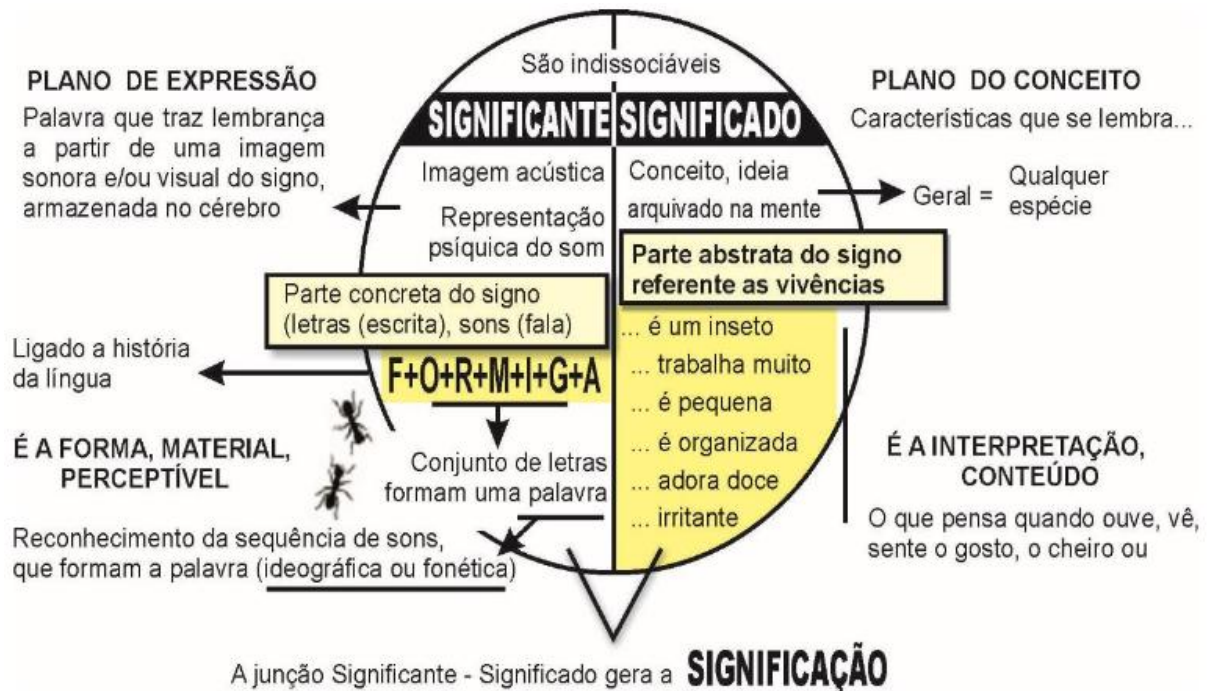 São indissociáveis
PLANO DE EXPRESSÃO
Palavra que traz lembrança
a partir de uma imagem
sonora e/ou visual do signo,
armazenada no cérebro
SIGNIFICANTE SIGNIFICADO
PLANO DO CONCEITO
Características que se lembra...
Imagem acústica
Representação
psíquica do som
Conceito, ideia
arquivado na mente
Geral = Qualquer
espécie
Parte concreta do signo
(letras (escrita), sons (fala)
Parte abstrata do signo
referente as vivências
Ligado a história
da língua
F+O+R+M+I+G+A
... é um inseto
... trabalha muito
... é pequena
... é organizada
... adora doce
... irritante
É A FORMA, MATERIAL,
PERCEPTÍVEL
Conjunto de letras
formam uma palavra
É A INTERPRETAÇÃO,
CONTEÚDO
O que pensa quando ouve, vê,
sente o gosto, o cheiro ou
Reconhecimento da sequência de sons,
que formam a palavra (ideográfica ou fonética)
A junção Significante - Significado gera a SIGNIFICAÇÃO